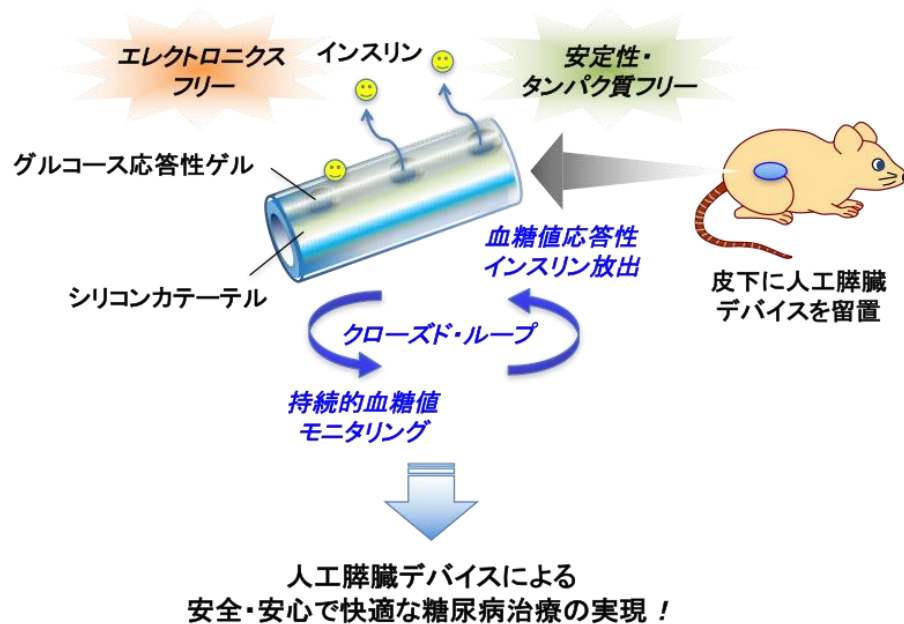 エレクトロニクス
フリー
インスリン
安定性・
タンパク質フリー
グルコース応答性ゲル
シリコンカテーテル
血糖値応答性
インスリン放出
皮下に人工膵臓
デバイスを留置
クローズド・ループ
持続的血糖値
モニタリング
人工膵臓デバイスによる
安全・安心で快適な糖尿病治療の実現！